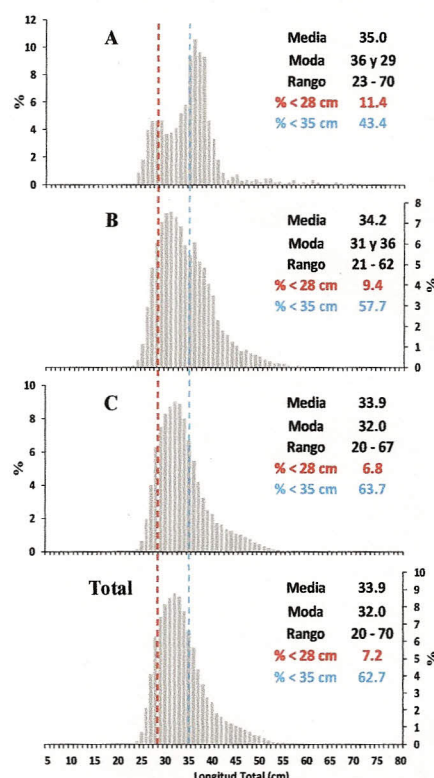 12
10
8
6
4
2
0
%
A
Media 35.0
Moda 36 y 29
Rango 23 - 70
% < 28 cm 11.4
% < 35 cm 43.4
8
7
6
5
4
3
2
1
0
%
B
Media 34.2
Moda 31 y 36
Rango 21 - 62
% < 28 cm 9.4
% < 35 cm 57.7
10
8
6
4
2
0
%
C
Media 33.9
Moda 32.0
Rango 20 - 67
% < 28 cm 6.8
% < 35 cm 63.7
10
9
8
7
6
5
4
3
2
1
0
%
Total
Media 33.9
Moda 32.0
Rango 20 - 70
% < 28 cm 7.2
% < 35 cm 62.7
5 10 15 20 25 30 35 40 45 50 55 60 65 70 75 80
Longitud Total (cm)